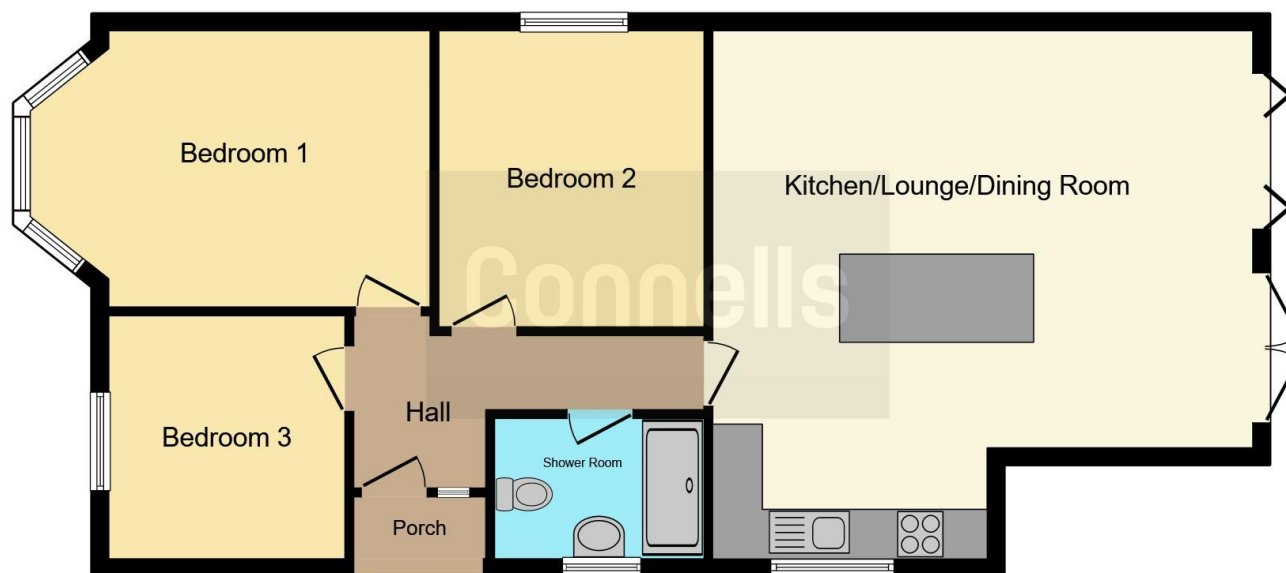 Bedroom 1
Bedroom 2
Kitchen/Lounge/Dining Room
Connells
Hall
Bedroom 3
Shower Room
Porch